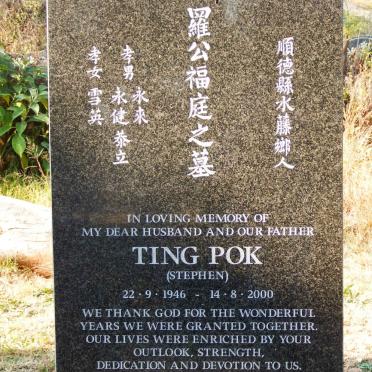 順德縣水藤鄉人
羅公福庭之墓
孝男 永來
永健 恭立
孝女 雪英
IN LOVING MEMORY OF
MY DEAR HUSBAND AND OUR FATHER
TING POK
(STEPHEN)
22 · 9 · 1946 - 14 · 8 · 2000
WE THANK GOD FOR THE WONDERFUL
YEARS WE WERE GRANTED TOGETHER.
OUR LIVES WERE ENRICHED BY YOUR
OUTLOOK, STRENGTH,
DEDICATION AND DEVOTION TO US.